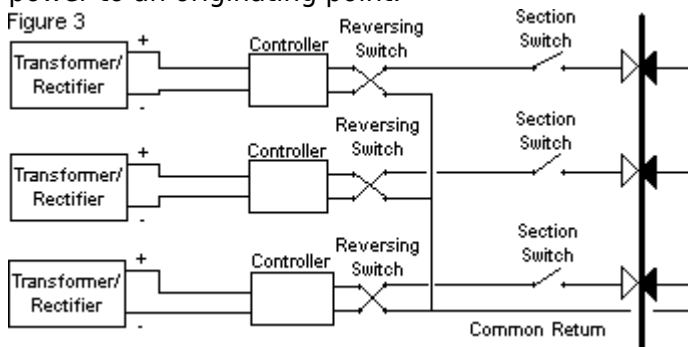 power to an originating point.
Figure 3
Reversing
Switch
Section
Switch
Controller
+
Transformer/
Rectifier
-
Reversing
Switch
Section
Switch
Controller
+
Transformer/
Rectifier
-
Reversing
Switch
Section
Switch
Controller
+
Transformer/
Rectifier
-
Common Return